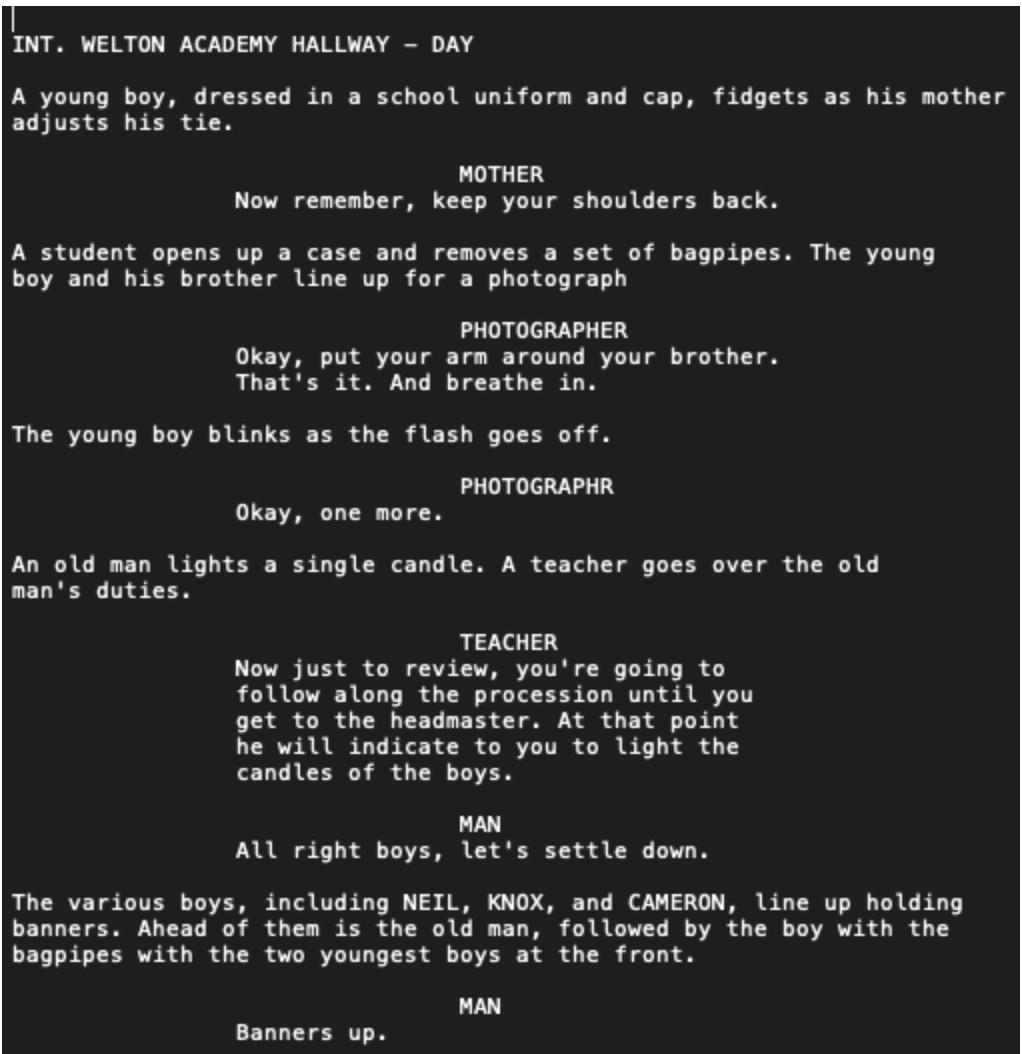 INT. WELTON ACADEMY HALLWAY – DAY
A young boy, dressed in a school uniform and cap, fidgets as his mother
adjusts his tie.
MOTHER
Now remember, keep your shoulders back.
A student opens up a case and removes a set of bagpipes. The young
boy and his brother line up for a photograph
PHOTOGRAPHER
Okay, put your arm around your brother.
That's it. And breathe in.
The young boy blinks as the flash goes off.
PHOTOGRAPHR
Okay, one more.
An old man lights a single candle. A teacher goes over the old
man's duties.
TEACHER
Now just to review, you're going to
follow along the procession until you
get to the headmaster. At that point
he will indicate to you to light the
candles of the boys.
MAN
All right boys, let's settle down.
The various boys, including NEIL, KNOX, and CAMERON, line up holding
banners. Ahead of them is the old man, followed by the boy with the
bagpipes with the two youngest boys at the front.
MAN
Banners up.